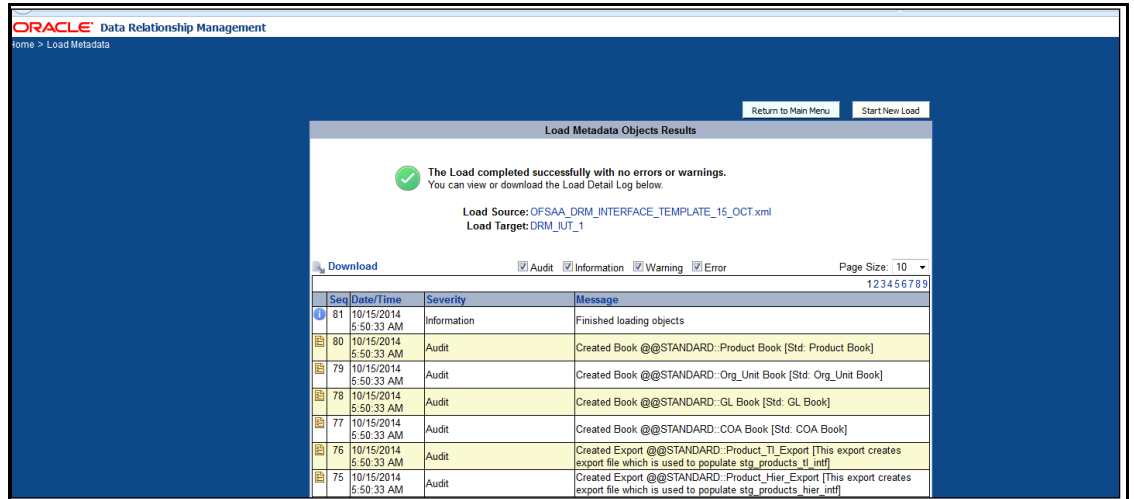 ORACLE Data Relationship Management
Home > Load Metadata
Return to Main Menu Start New Load
Load Metadata Objects Results
The Load completed successfully with no errors or warnings.
You can view or download the Load Detail Log below.
Load Source: OFSAA_DRM_INTERFACE_TEMPLATE_15_OCT.xml
Load Target: DRM_IUT_1
Download Audit Information Warning Error Page Size: 10
1 2 3 4 5 6 7 8 9
Seq Date/Time Severity Message
81 10/15/2014 Information Finished loading objects
5:50:33 AM
80 10/15/2014 Audit Created Book @@STANDARD::Product Book [Std: Product Book]
5:50:33 AM
79 10/15/2014 Audit Created Book @@STANDARD::Org_Unit Book [Std: Org_Unit Book]
5:50:33 AM
78 10/15/2014 Audit Created Book @@STANDARD::GL Book [Std: GL Book]
5:50:33 AM
77 10/15/2014 Audit Created Book @@STANDARD::COA Book [Std: COA Book]
5:50:33 AM
76 10/15/2014 Audit Created Export @@STANDARD::Product_Tl_Export [This export creates
5:50:33 AM export file which is used to populate stg_products_tl_intf]
75 10/15/2014 Audit Created Export @@STANDARD::Product_Hier_Export [This export creates
5:50:33 AM export file which is used to populate stg_products_hier_intf]